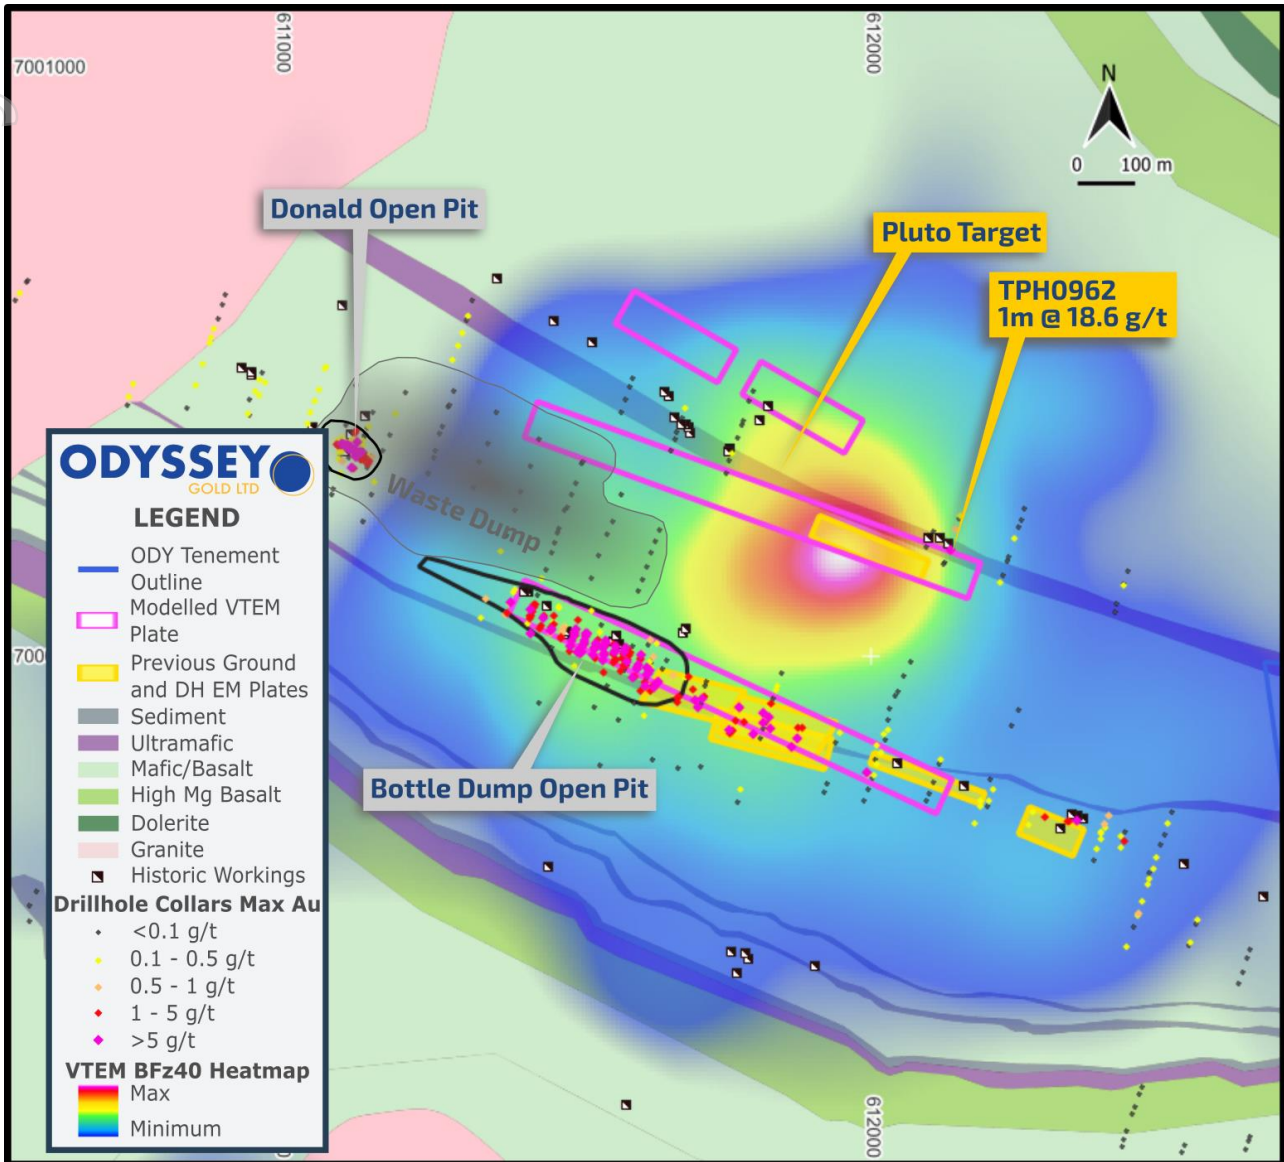 611000
612000
7001000
N
0 100 m
Donald Open Pit
Pluto Target
TPH0962
1m @ 18.6 g/t
Waste Dump
Bottle Dump Open Pit
ODYSSEY
GOLD LTD
LEGEND
ODY Tenement
Outline
Modelled VTEM
Plate
Previous Ground
and DH EM Plates
Sediment
Ultramafic
Mafic/Basalt
High Mg Basalt
Dolerite
Granite
Historic Workings
Drillhole Collars Max Au
<0.1 g/t
0.1 - 0.5 g/t
0.5 - 1 g/t
1 - 5 g/t
>5 g/t
VTEM BFz40 Heatmap
Max
Minimum
612000